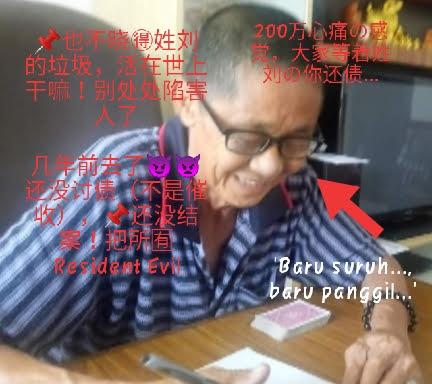 📌也不晓得姓刘
的垃圾，活在世上
干嘛！别处处陷害
人了
200万心痛の感
觉，大家等着姓
刘の你还债...
几年前去了😈👿
还没讨债（不是催
收），📌还没结
案！把所有
Resident Evil
'Baru suruh...,
baru panggil...'